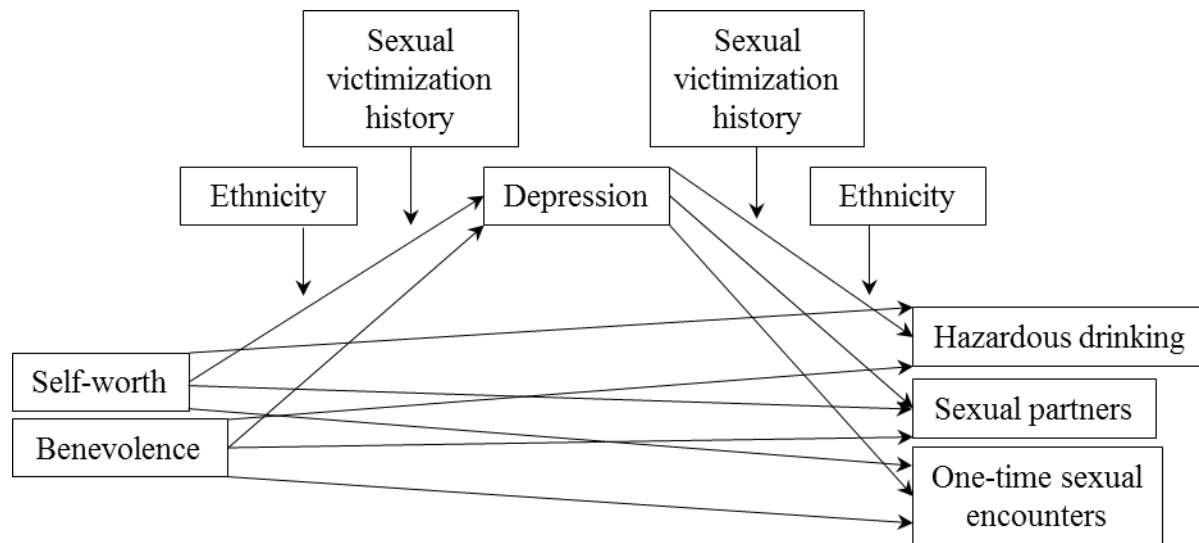 Sexual
victimization
history
Sexual
victimization
history
Ethnicity
Depression
Ethnicity
Hazardous drinking
Self-worth
Sexual partners
Benevolence
One-time sexual
encounters